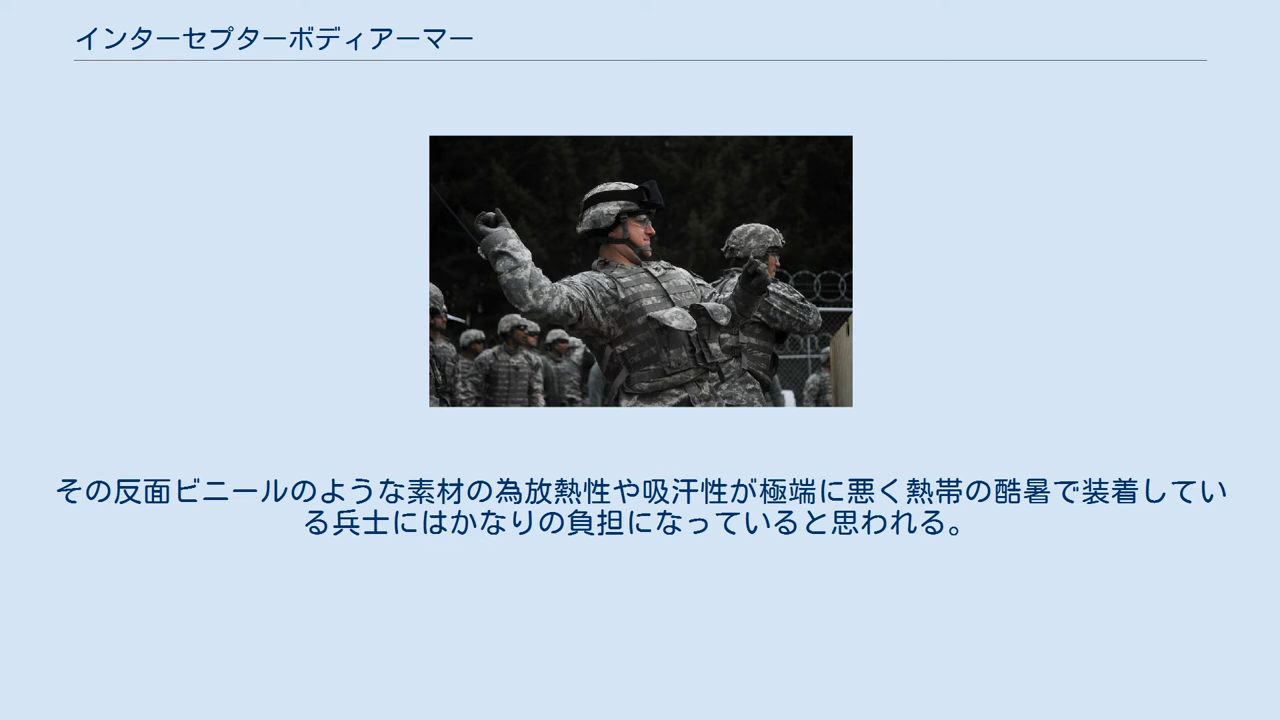 インターセプターボディアーマー
その反面ビニールのような素材の為放熱性や吸汗性が極端に悪く熱帯の酷暑で装着してい
る兵士にはかなりの負担になっていると思われる。